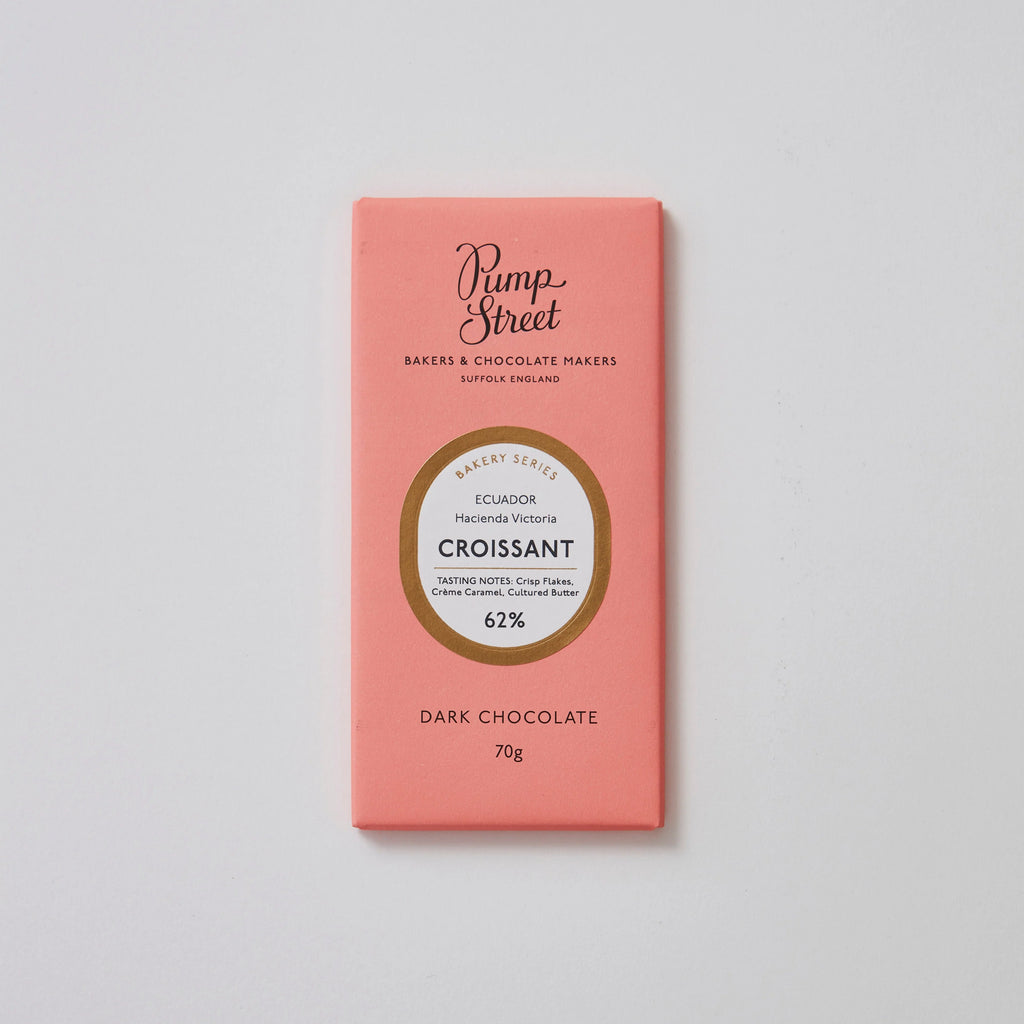 Pump
Street
BAKERS & CHOCOLATE MAKERS
SUFFOLK ENGLAND
BAKERY SERIES
ECUADOR
Hacienda Victoria
CROISSANT
TASTING NOTES: Crisp Flakes,
Crème Caramel, Cultured Butter
62%
DARK CHOCOLATE
70g